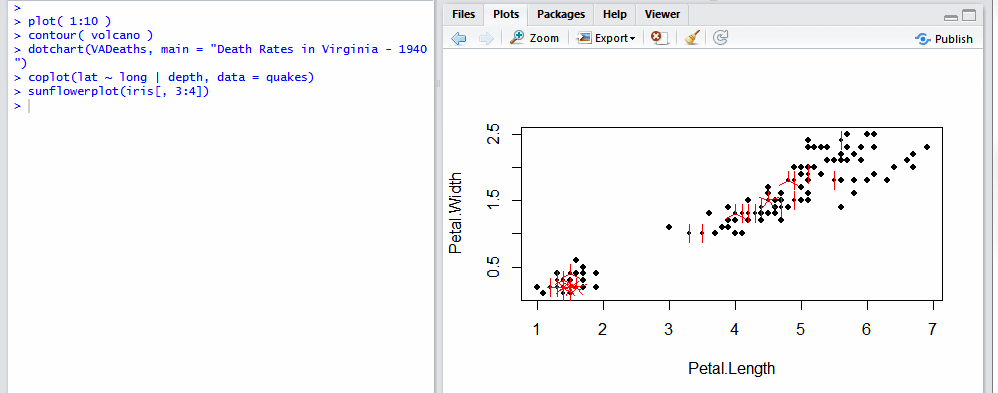 >
> plot( 1:10 )
> contour( volcano )
> dotchart(VADeaths, main = "Death Rates in Virginia - 1940
")
> coplot(lat ~ long | depth, data = quakes)
> sunflowerplot(iris[, 3:4])
>
Files Plots Packages Help Viewer
Zoom Export Publish
2.5
1.5
0.5
Petal.Width
1 2 3 4 5 6 7
Petal.Length